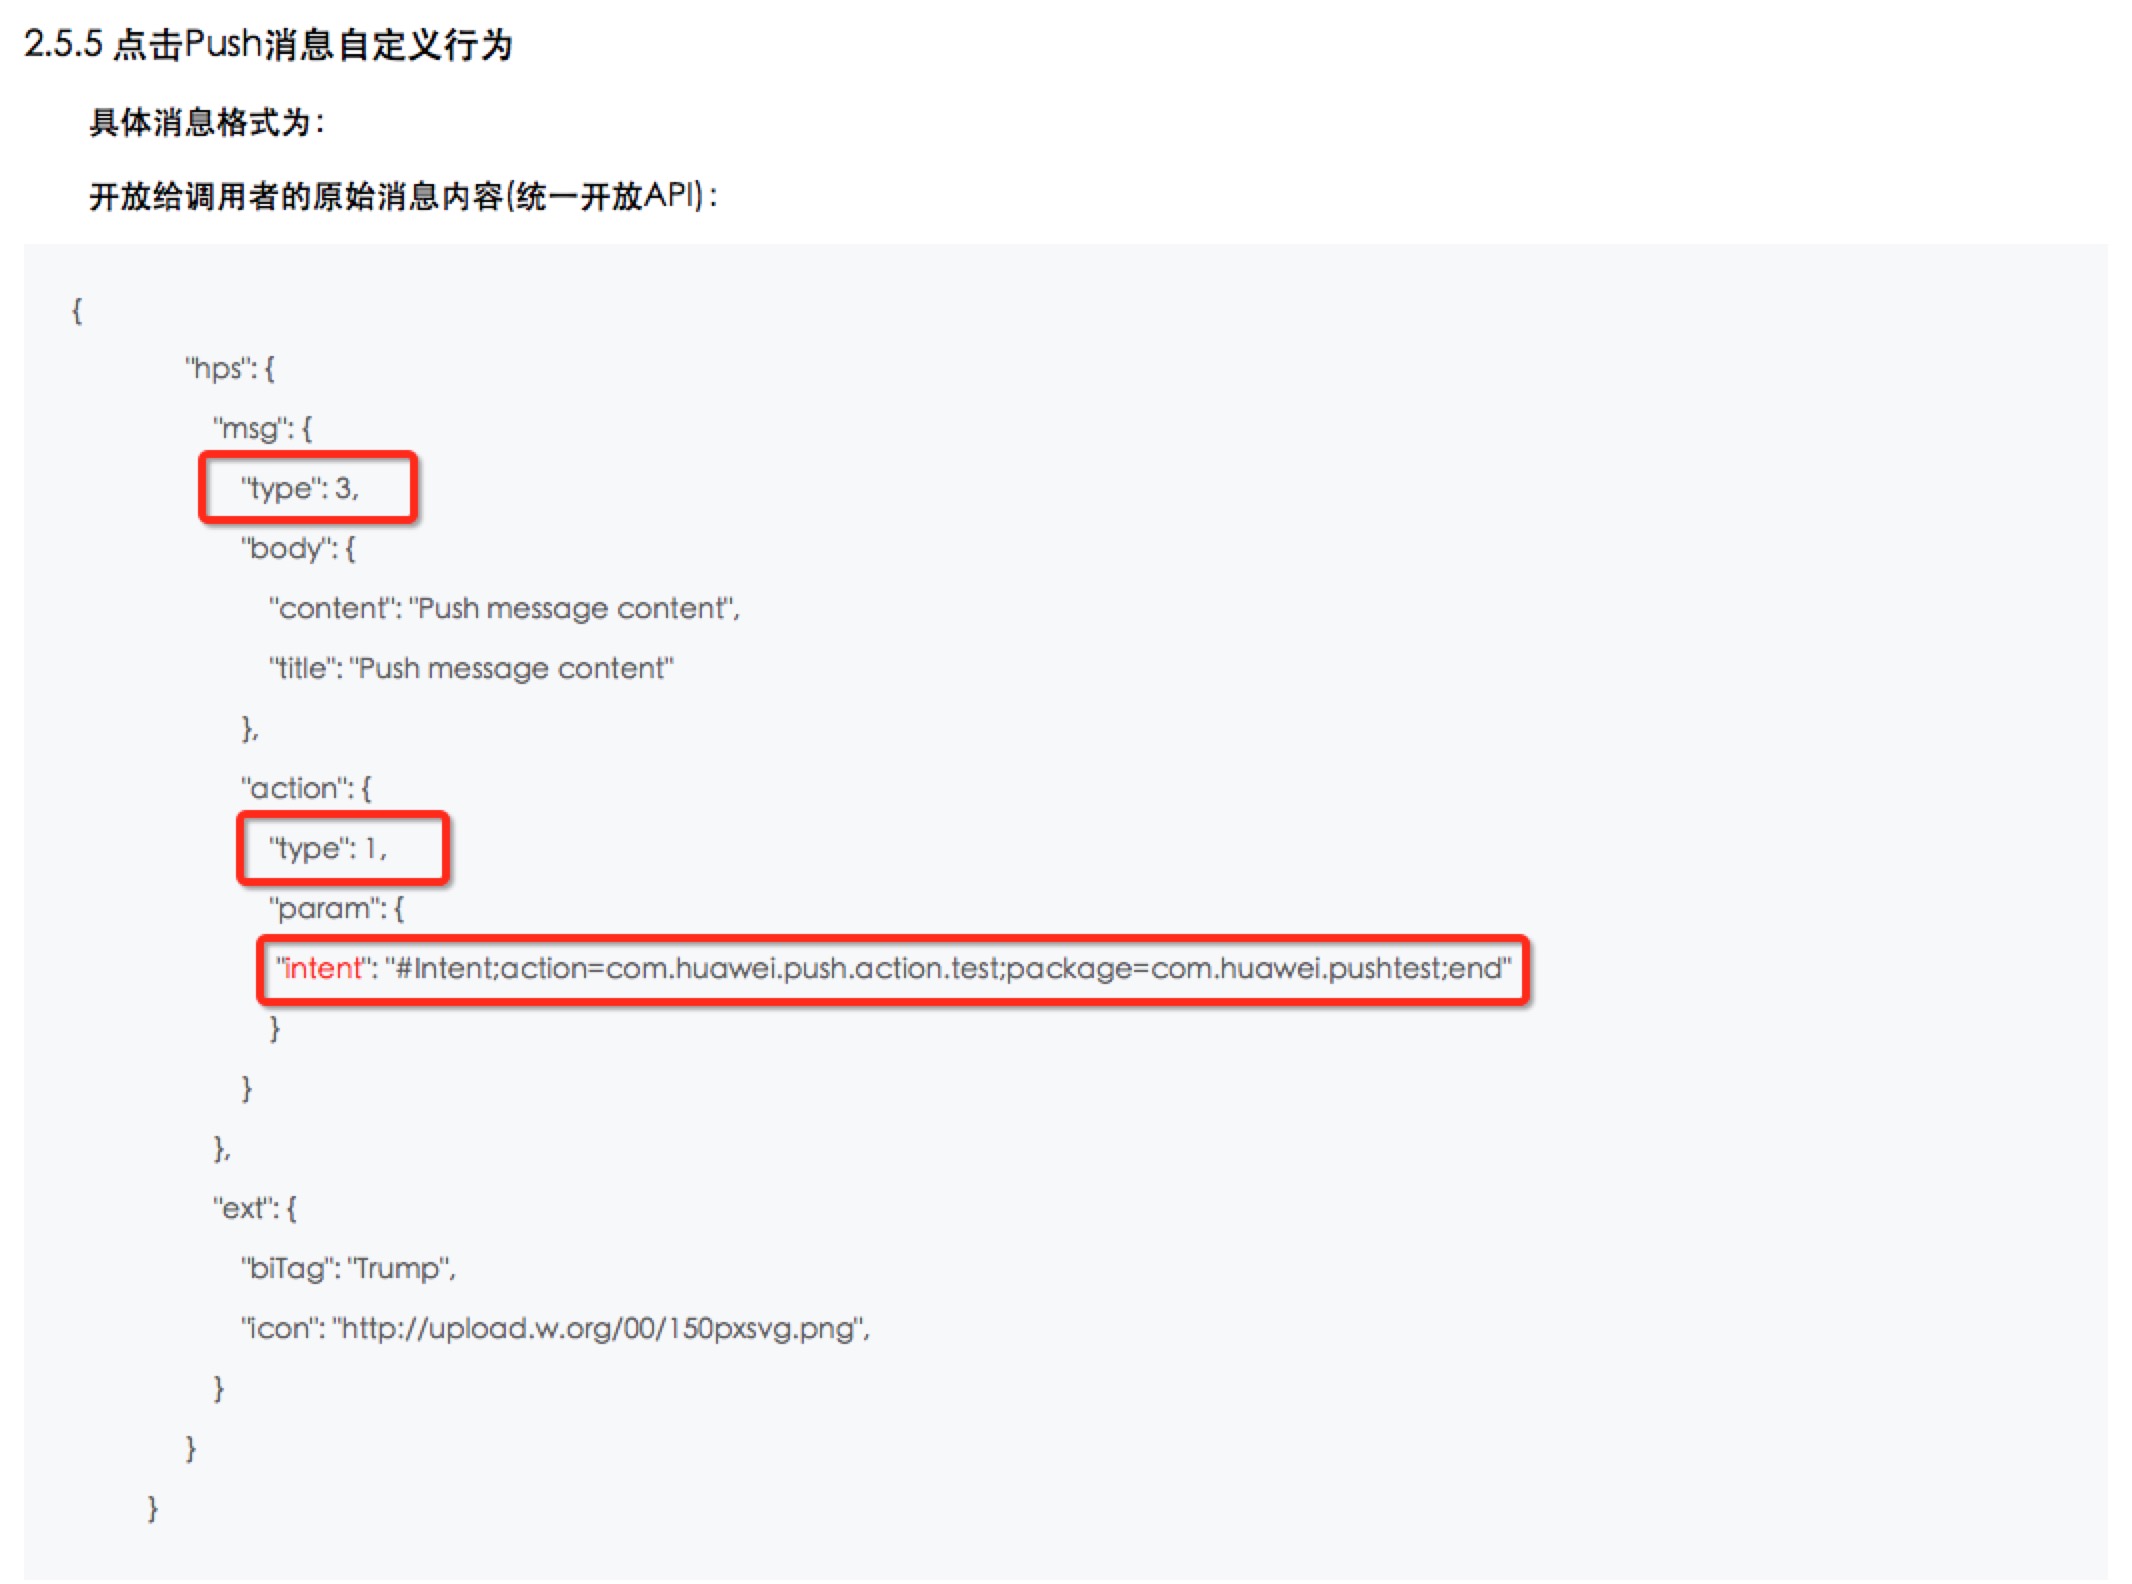 2.5.5 点击Push消息自定义行为
具体消息格式为：
开放给调用者的原始消息内容(统一开放API)：
{
"hps": {
"msg": {
"type": 3,
"body": {
"content": "Push message content",
"title": "Push message content"
},
"action": {
"type": 1,
"param": {
"intent": "#Intent;action=com.huawei.push.action.test;package=com.huawei.pushtest;end"
}
}
},
"ext": {
"biTag": "Trump",
"icon": "http://upload.w.org/00/150pxsvg.png",
}
}
}